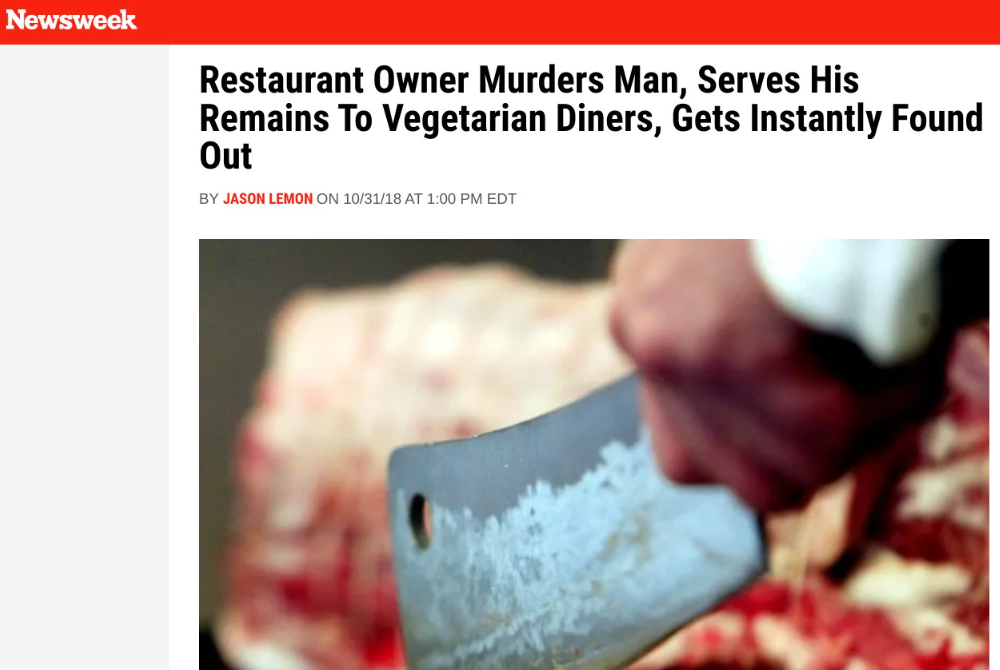 Newsweek
Restaurant Owner Murders Man, Serves His
Remains To Vegetarian Diners, Gets Instantly Found
Out
BY JASON LEMON ON 10/31/18 AT 1:00 PM EDT